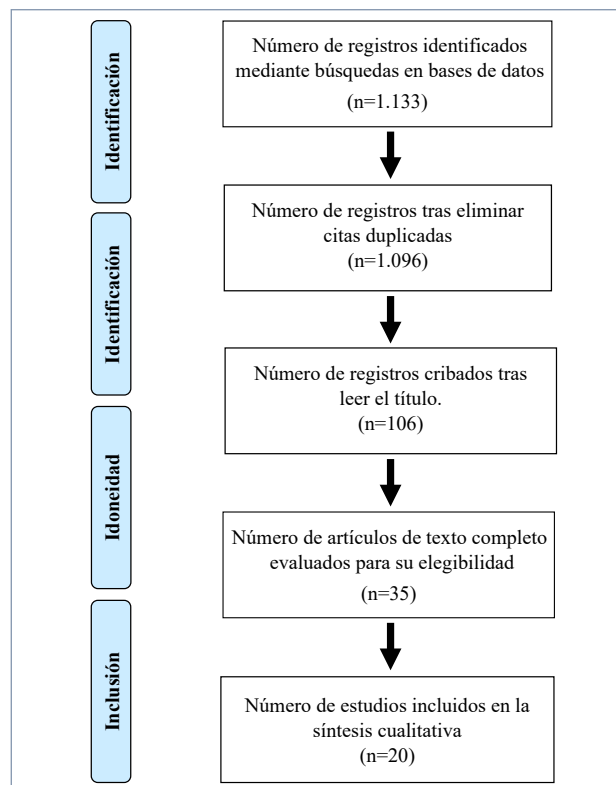 Identificación
Número de registros identificados
mediante búsquedas en bases de datos
(n=1.133)
Identificación
Número de registros tras eliminar
citas duplicadas
(n=1.096)
Número de registros cribados tras
leer el título.
(n=106)
Idoneidad
Número de artículos de texto completo
evaluados para su elegibilidad
(n=35)
Inclusión
Número de estudios incluidos en la
síntesis cualitativa
(n=20)